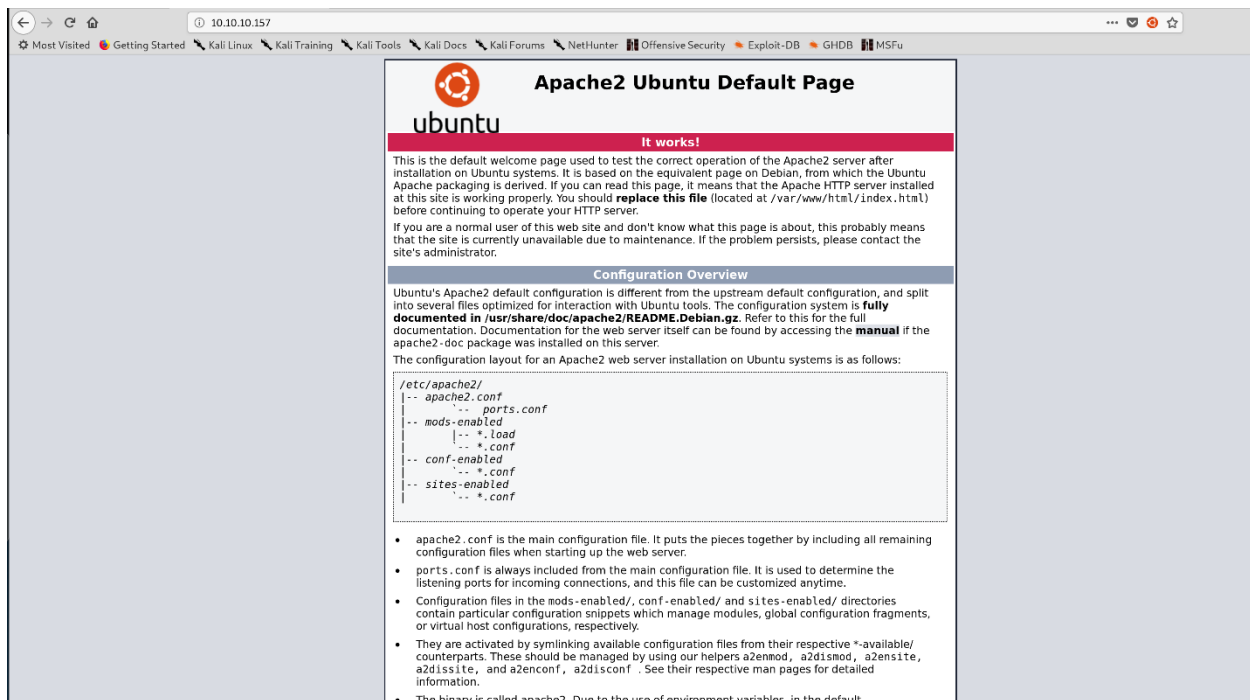 10.10.10.157
Most Visited Getting Started Kali Linux Kali Training Kali Tools Kali Docs Kali Forums NetHunter Offensive Security Exploit-DB GHDB MSFu
ubuntu
Apache2 Ubuntu Default Page
It works!
This is the default welcome page used to test the correct operation of the Apache2 server after
installation on Ubuntu systems. It is based on the equivalent page on Debian, from which the Ubuntu
Apache packaging is derived. If you can read this page, it means that the Apache HTTP server installed
at this site is working properly. You should replace this file (located at /var/www/html/index.html)
before continuing to operate your HTTP server.
If you are a normal user of this web site and don't know what this page is about, this probably means
that the site is currently unavailable due to maintenance. If the problem persists, please contact the
site's administrator.
Configuration Overview
Ubuntu's Apache2 default configuration is different from the upstream default configuration, and split
into several files optimized for interaction with Ubuntu tools. The configuration system is fully
documented in /usr/share/doc/apache2/README.Debian.gz. Refer to this for the full
documentation. Documentation for the web server itself can be found by accessing the manual if the
apache2-doc package was installed on this server.
The configuration layout for an Apache2 web server installation on Ubuntu systems is as follows:
/etc/apache2/
|-- apache2.conf
|       `--  ports.conf
|-- mods-enabled
|       |-- *.load
|       `-- *.conf
|-- conf-enabled
|       `-- *.conf
|-- sites-enabled
|       `-- *.conf
• apache2.conf is the main configuration file. It puts the pieces together by including all remaining
configuration files when starting up the web server.
• ports.conf is always included from the main configuration file. It is used to determine the
listening ports for incoming connections, and this file can be customized anytime.
• Configuration files in the mods-enabled/, conf-enabled/ and sites-enabled/ directories
contain particular configuration snippets which manage modules, global configuration fragments,
or virtual host configurations, respectively.
• They are activated by symlinking available configuration files from their respective *-available/
counterparts. These should be managed by using our helpers a2enmod, a2dismod, a2ensite,
a2dissite, and a2enconf, a2disconf . See their respective man pages for detailed
information.
• The binary is called apache2. Due to the use of environment variables, in the default